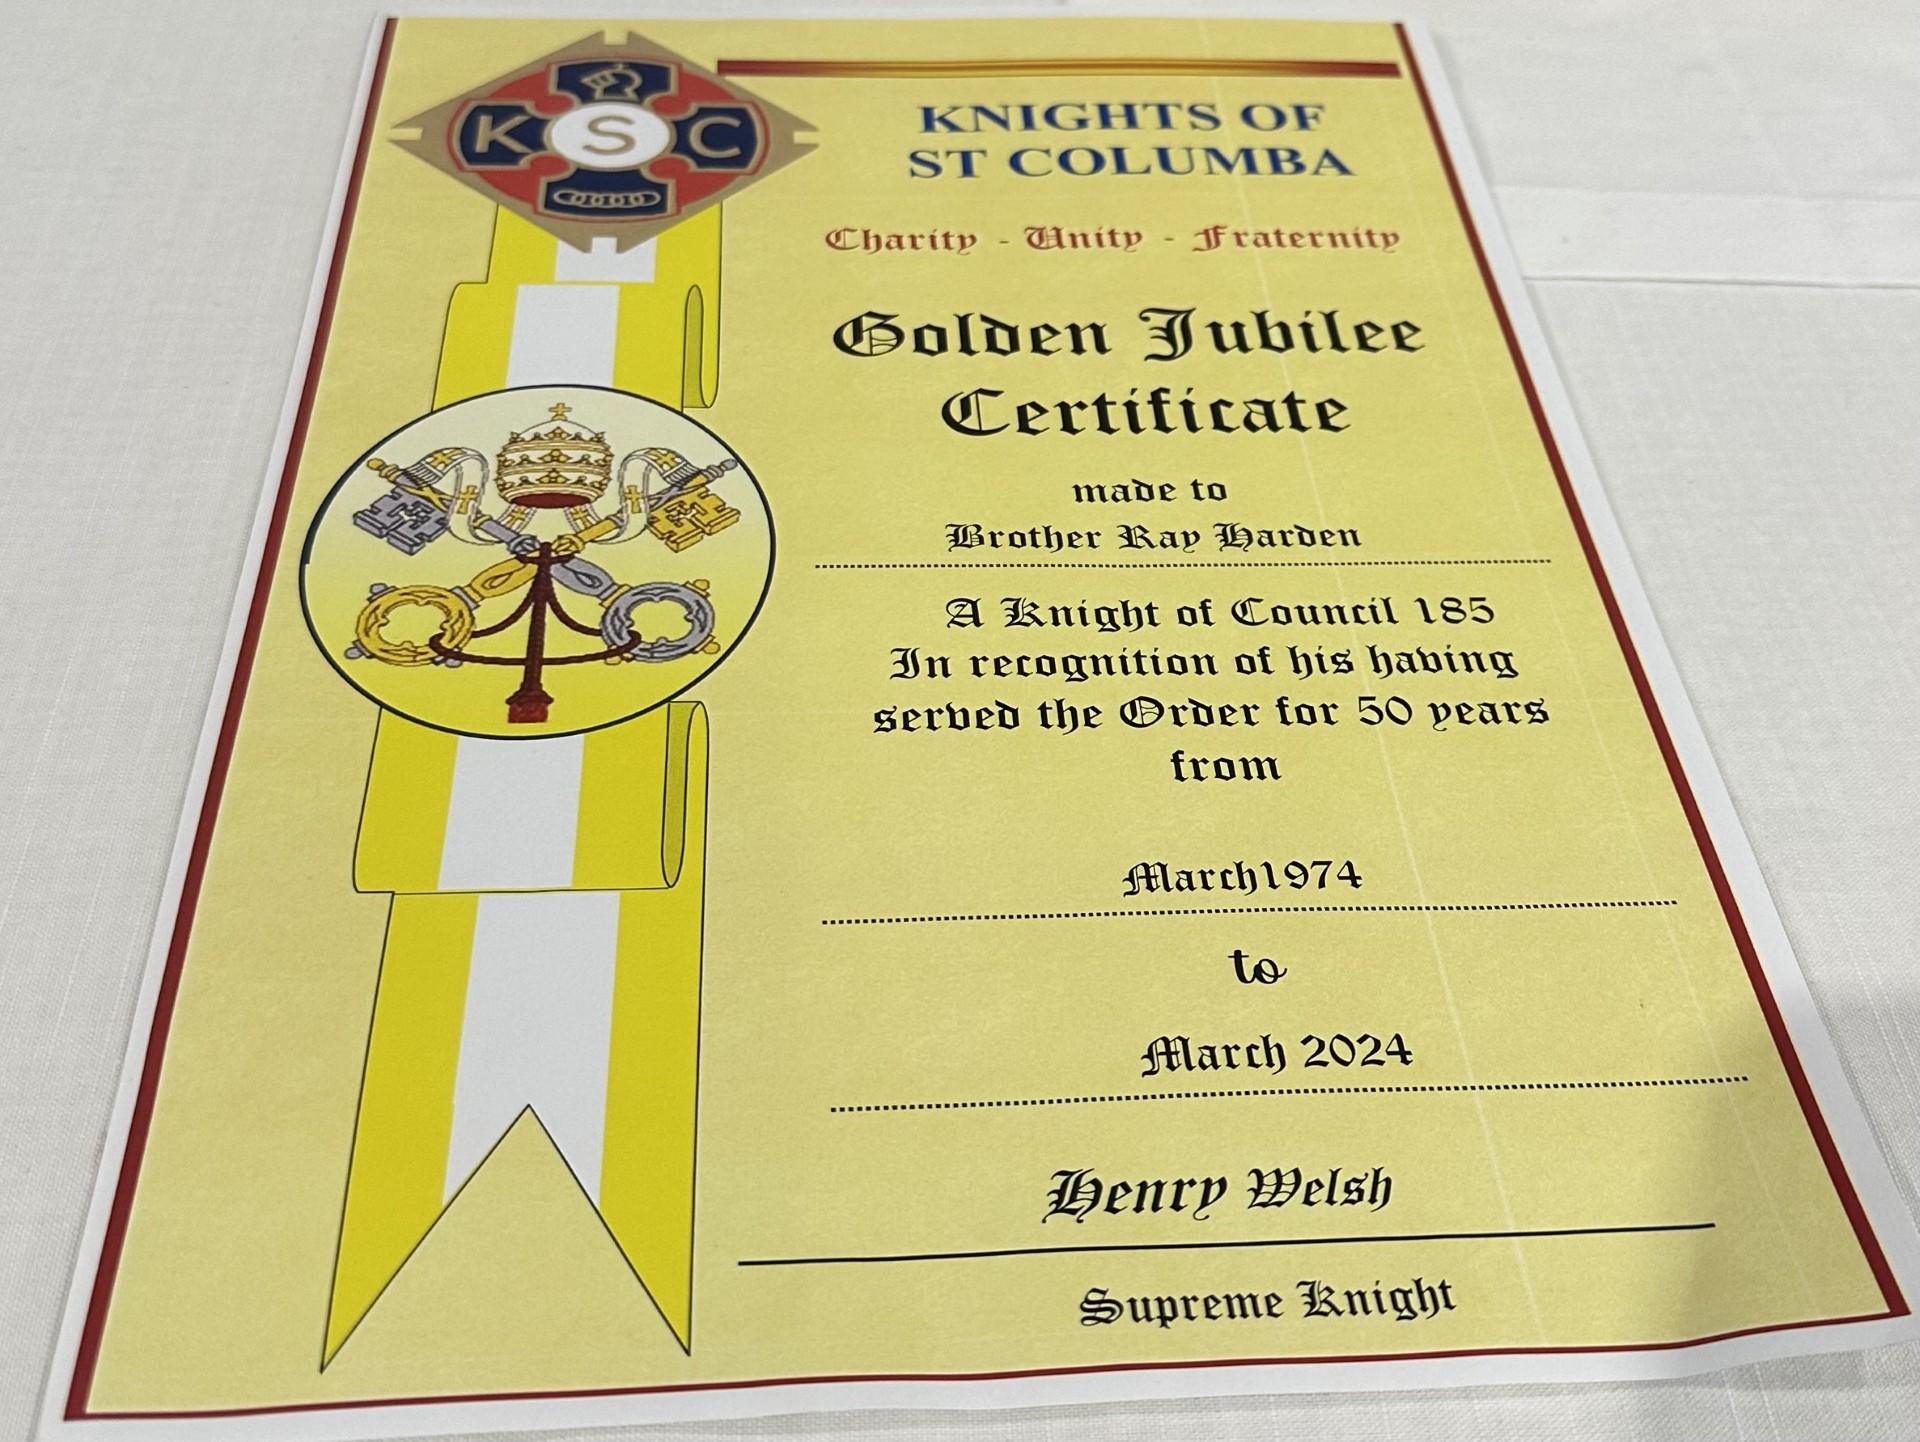 K S C
KNIGHTS OF
ST COLUMBA
Charity - Unity - Fraternity
Golden Jubilee
Certificate
made to
Brother Ray Harden
A Knight of Council 185
In recognition of his having
served the Order for 50 years
from
March1974
to
March 2024
Henry Welsh
Supreme Knight